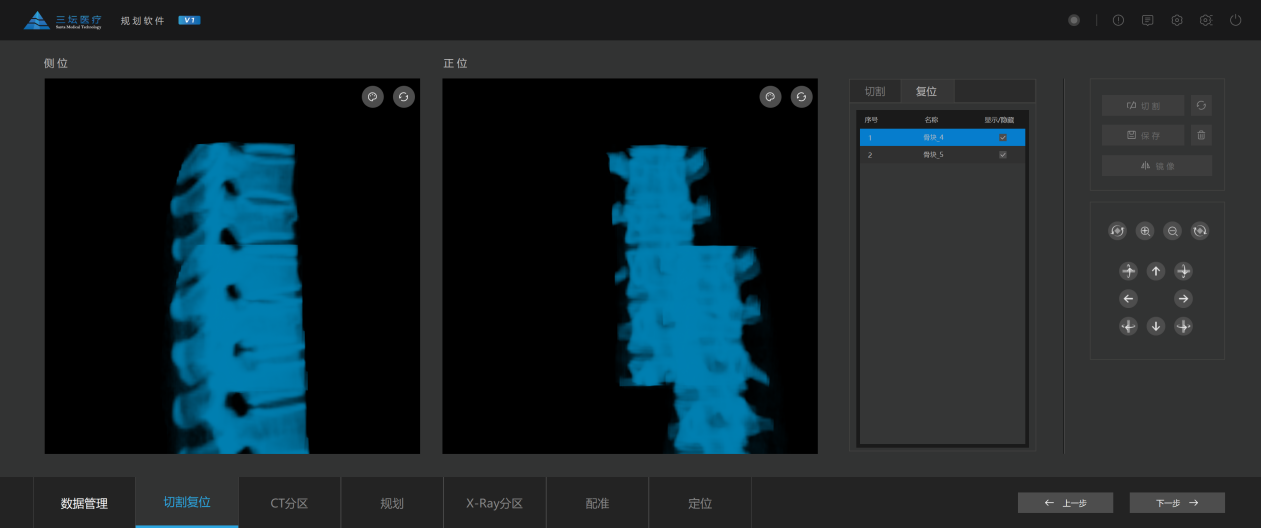 三坛医疗
Santa Medical Technology
规划软件
V1
侧位
正位
切割
复位
序号 名称 显示/隐藏
1 骨块_4
2 骨块_5
切割
保存
镜像
数据管理
切割复位
CT分区
规划
X-Ray分区
配准
定位
← 上一步
下一步 →